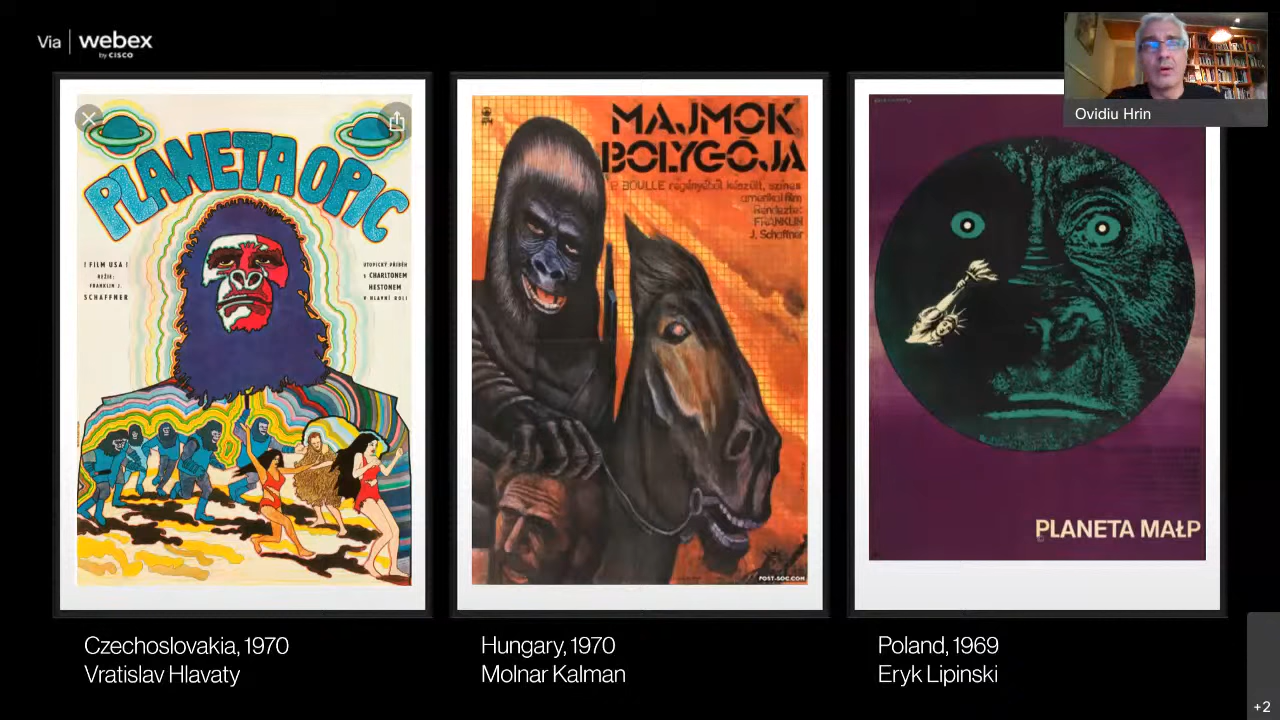 Via webex
by CISCO
Ovidiu Hrin
PLANETA OPIC
! FILM USA !
REŽIE:
FRANKLIN J.
SCHAFFNER
UTOPICKÝ PŘÍBĚH
S CHARLTONEM
HESTONEM
V HLAVNÍ ROLI
MAJMOK
BOLYGÓJA
P. BOULLE regényéből készült, színes
amerikai film
Rendezte:
FRANKLIN
J. Schaffner
POST-SOC.COM
PLANETA MAŁP
Czechoslovakia, 1970
Vratislav Hlavaty
Hungary, 1970
Molnar Kalman
Poland, 1969
Eryk Lipinski
+2